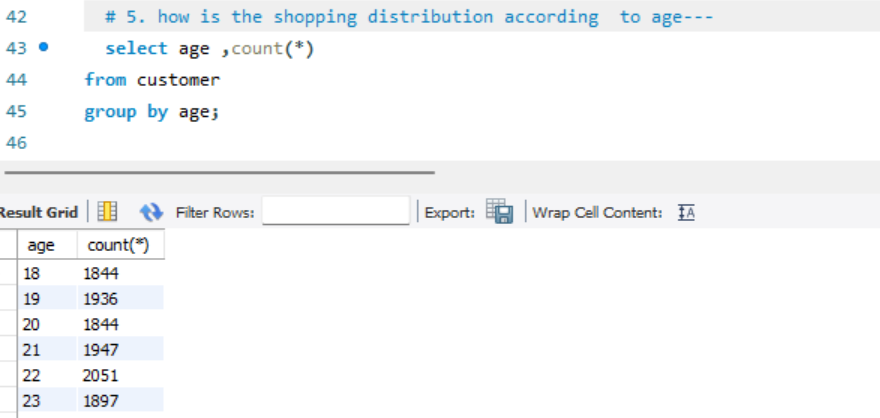 42 # 5. how is the shopping distribution according  to age---
43 select age ,count(*)
44 from customer
45 group by age;
46
Result Grid Filter Rows: Export: Wrap Cell Content: IA
age count(*)
18 1844
19 1936
20 1844
21 1947
22 2051
23 1897